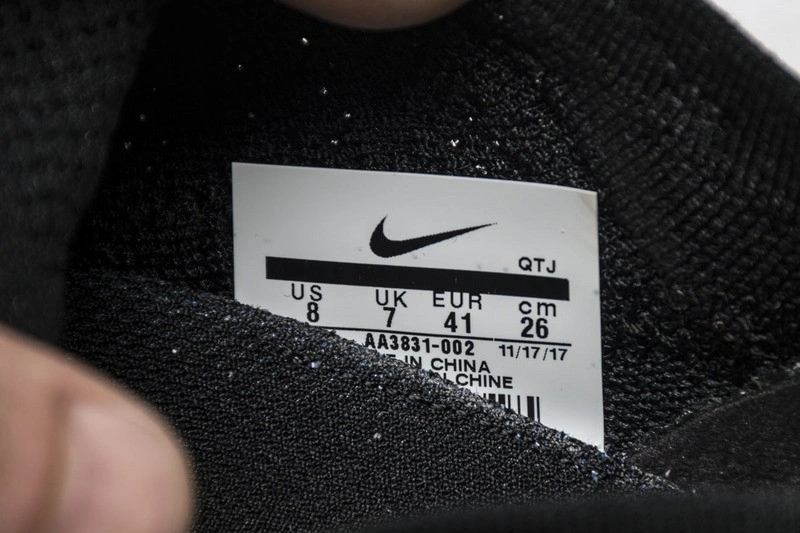 QTJ
US UK EUR cm
8 7 41 26
AA3831-002 11/17/17
IN CHINA
CHINE